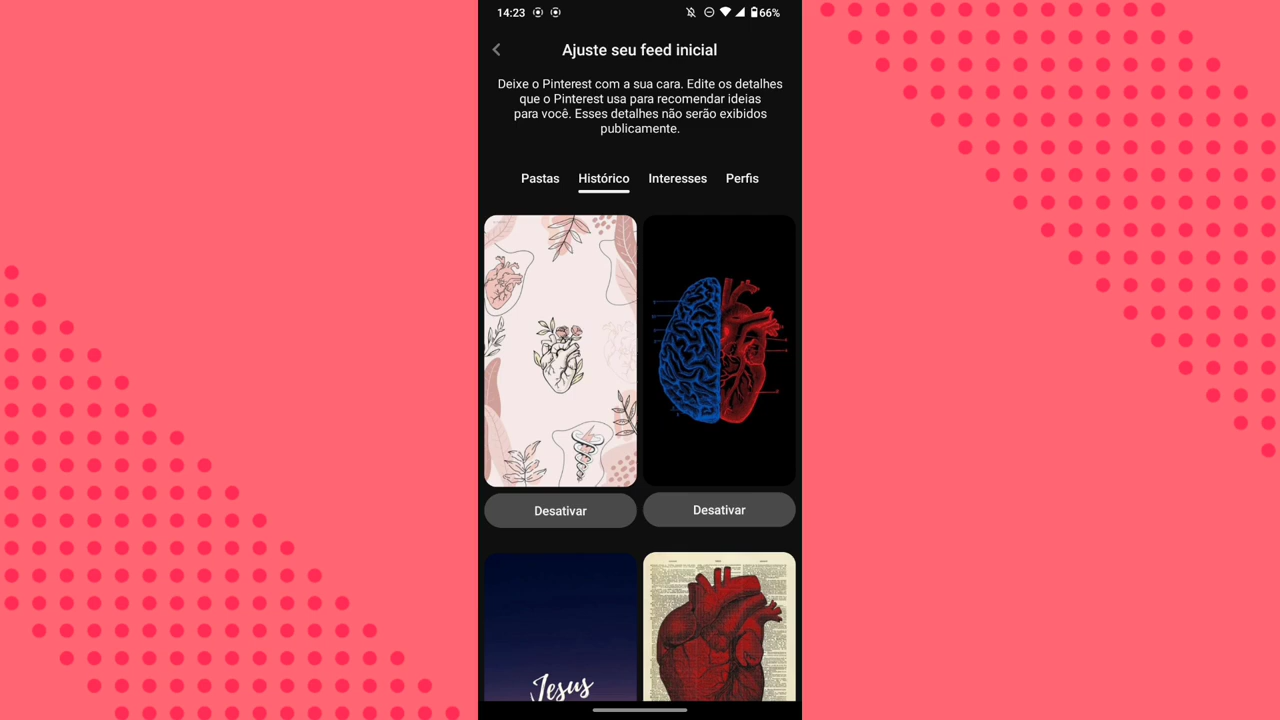 14:23
66%
Ajuste seu feed inicial
Deixe o Pinterest com a sua cara. Edite os detalhes
que o Pinterest usa para recomendar ideias
para você. Esses detalhes não serão exibidos
publicamente.
Pastas Histórico Interesses Perfis
Desativar Desativar
Jesus